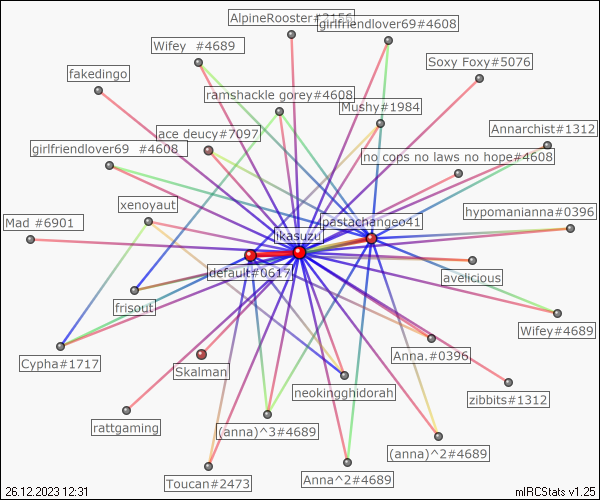 AlpineRooster#2156
girlfriendlover69#4608
Wifey  #4689
Soxy Foxy#5076
fakedingo
ramshackle gorey#4608
Mushy#1984
ace deucy#7097
Annarchist#1312
girlfriendlover69  #4608
no cops no laws no hope#4608
xenoyaut
hypomanianna#0396
Mad #6901
pastachangeo41
ikasuzu
default#0617
avelicious
frisout
Wifey#4689
Anna.#0396
Cypha#1717
Skalman
neokingghidorah
zibbits#1312
rattgaming
(anna)^3#4689
(anna)^2#4689
Toucan#2473
Anna^2#4689
26.12.2023 12:31
mIRCStats v1.25